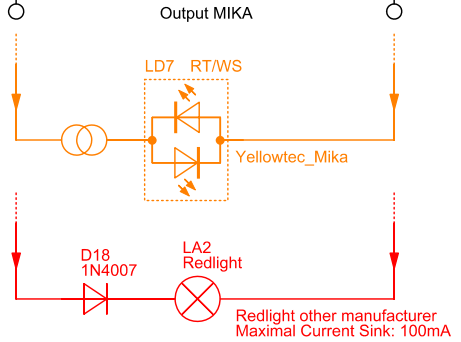 Output MIKA
LD7 RT/WS
Yellowtec_Mika
D18
1N4007
LA2
Redlight
Redlight other manufacturer
Maximal Current Sink: 100mA